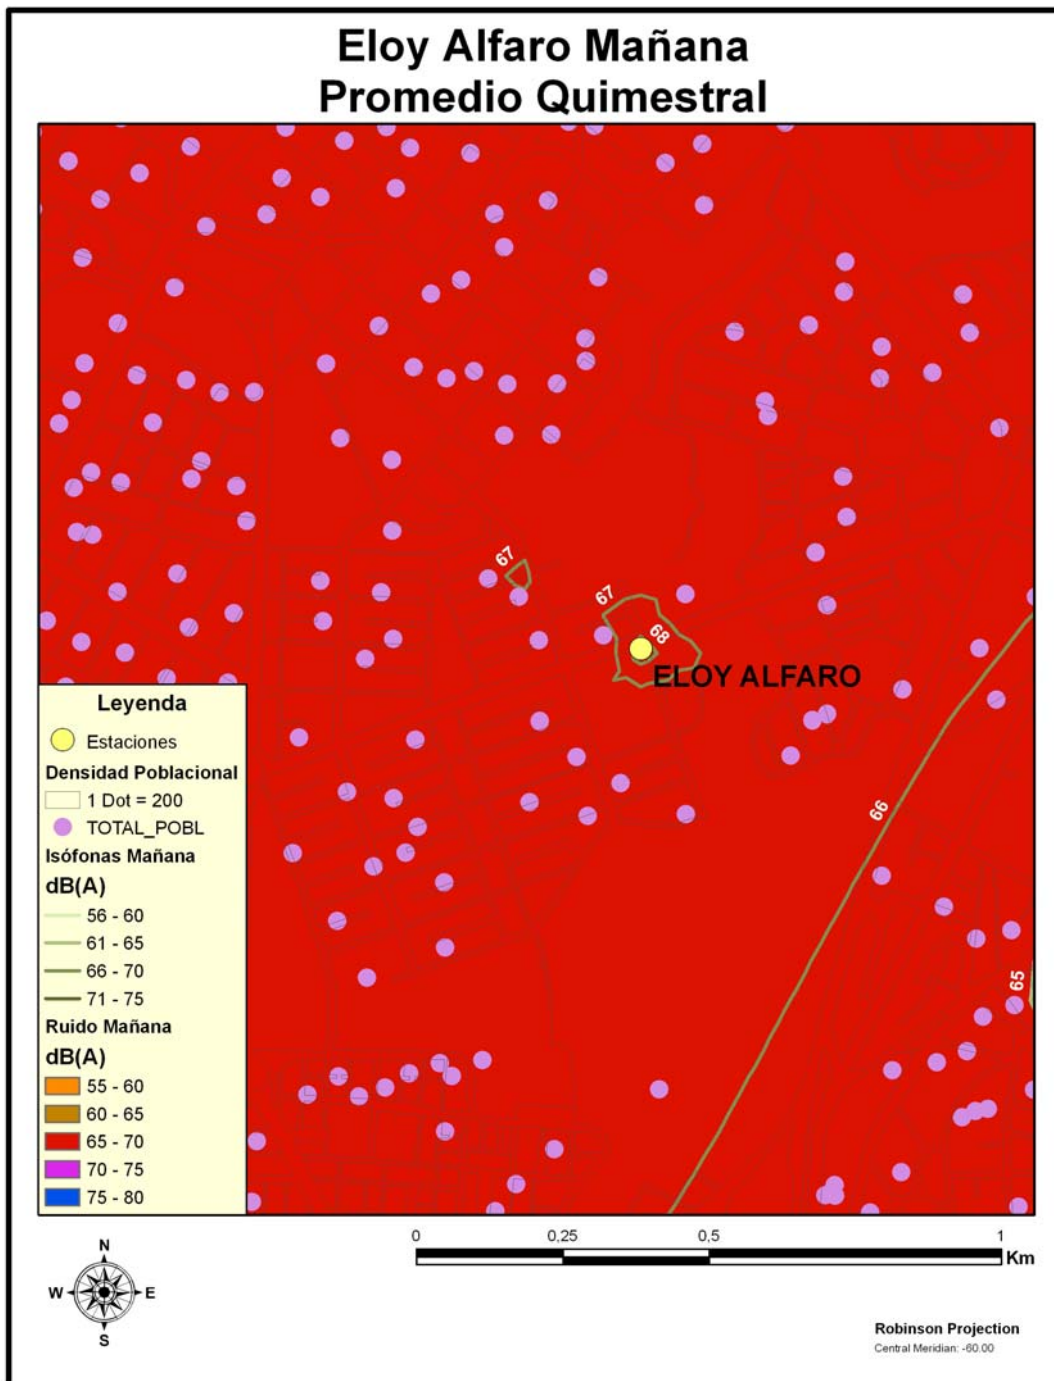 Eloy Alfaro Mañana
Promedio Quimestral
67
67
68
ELOY ALFARO
66
65
Leyenda
Estaciones
Densidad Poblacional
1 Dot = 200
TOTAL_POBL
Isófonas Mañana
dB(A)
56 - 60
61 - 65
66 - 70
71 - 75
Ruido Mañana
dB(A)
55 - 60
60 - 65
65 - 70
70 - 75
75 - 80
0 0,25 0,5 1
Km
N
W E
S
Robinson Projection
Central Meridian: -60.00